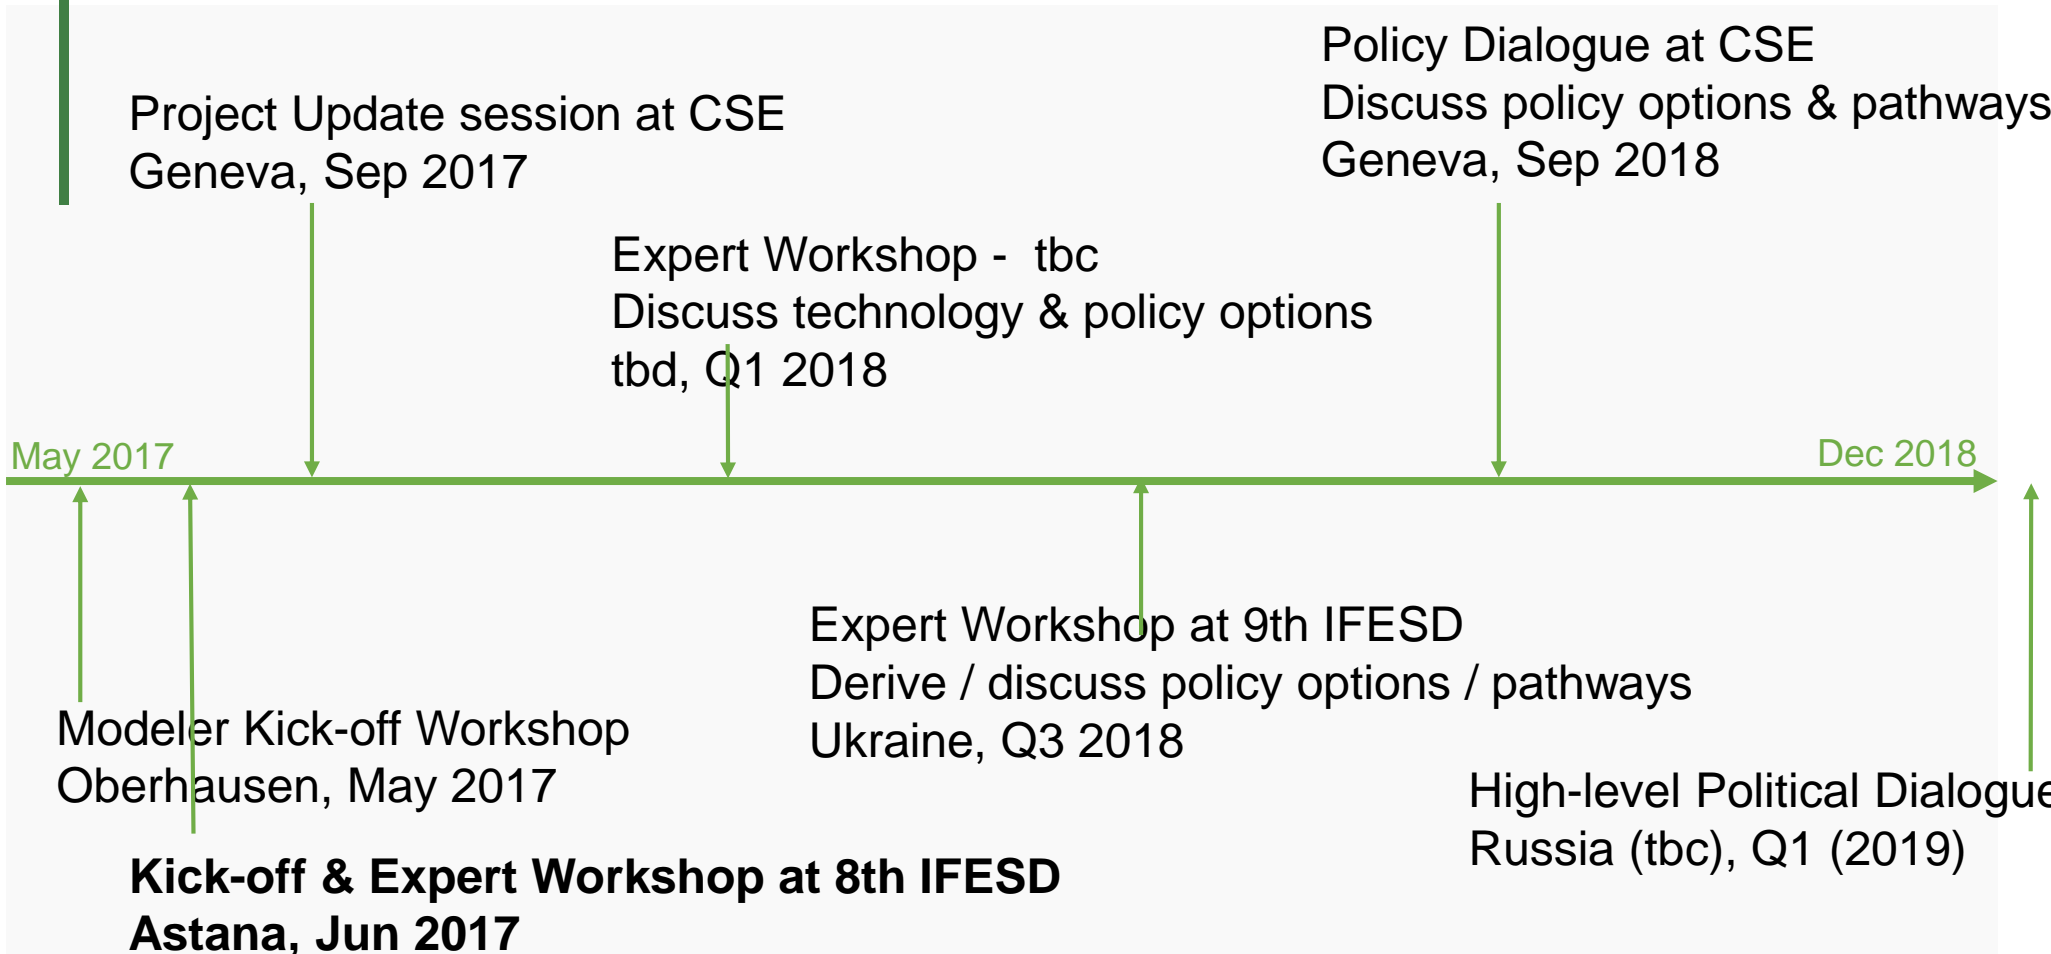 Policy Dialogue at CSE
Discuss policy options & pathways
Geneva, Sep 2018
Project Update session at CSE
Geneva, Sep 2017
Expert Workshop -  tbc
Discuss technology & policy options
tbd, Q1 2018
May 2017
Dec 2018
Expert Workshop at 9th IFESD
Derive / discuss policy options / pathways
Ukraine, Q3 2018
Modeler Kick-off Workshop
Oberhausen, May 2017
High-level Political Dialogue
Russia (tbc), Q1 (2019)
Kick-off & Expert Workshop at 8th IFESD
Astana, Jun 2017